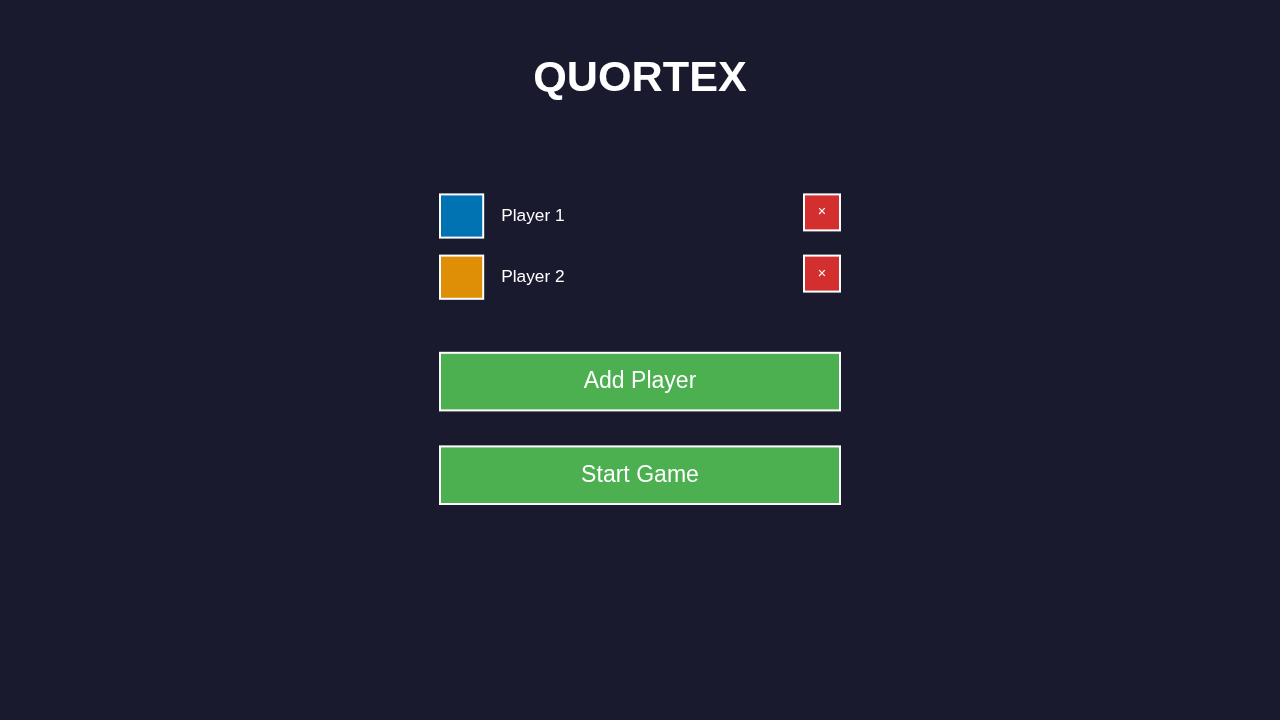 QUORTEX
Player 1 ×
Player 2 ×
Add Player
Start Game